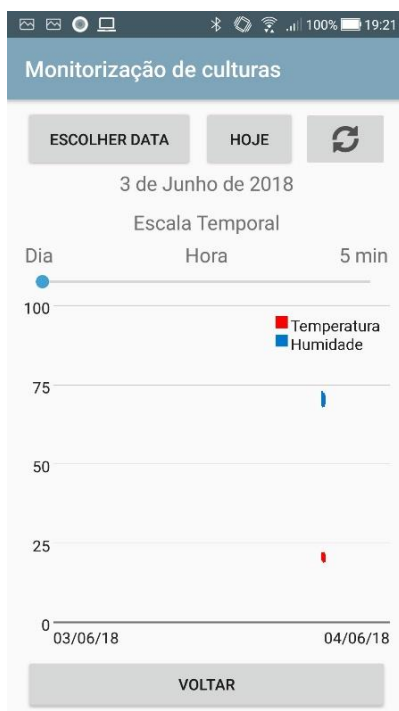 100% 19:21
Monitorização de culturas
ESCOLHER DATA HOJE
3 de Junho de 2018
Escala Temporal
Dia Hora 5 min
100
Temperatura
Humidade
75
50
25
0
03/06/18 04/06/18
VOLTAR